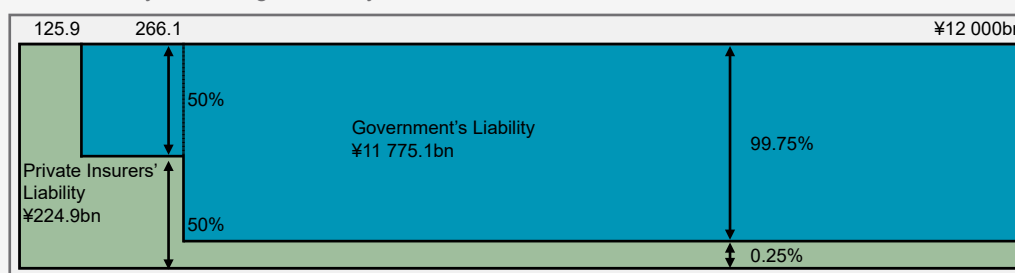 125.9
266.1
¥12 000bn
50%
Government’s Liability
¥11 775.1bn
99.75%
Private Insurers’
Liability
¥224.9bn
50%
0.25%